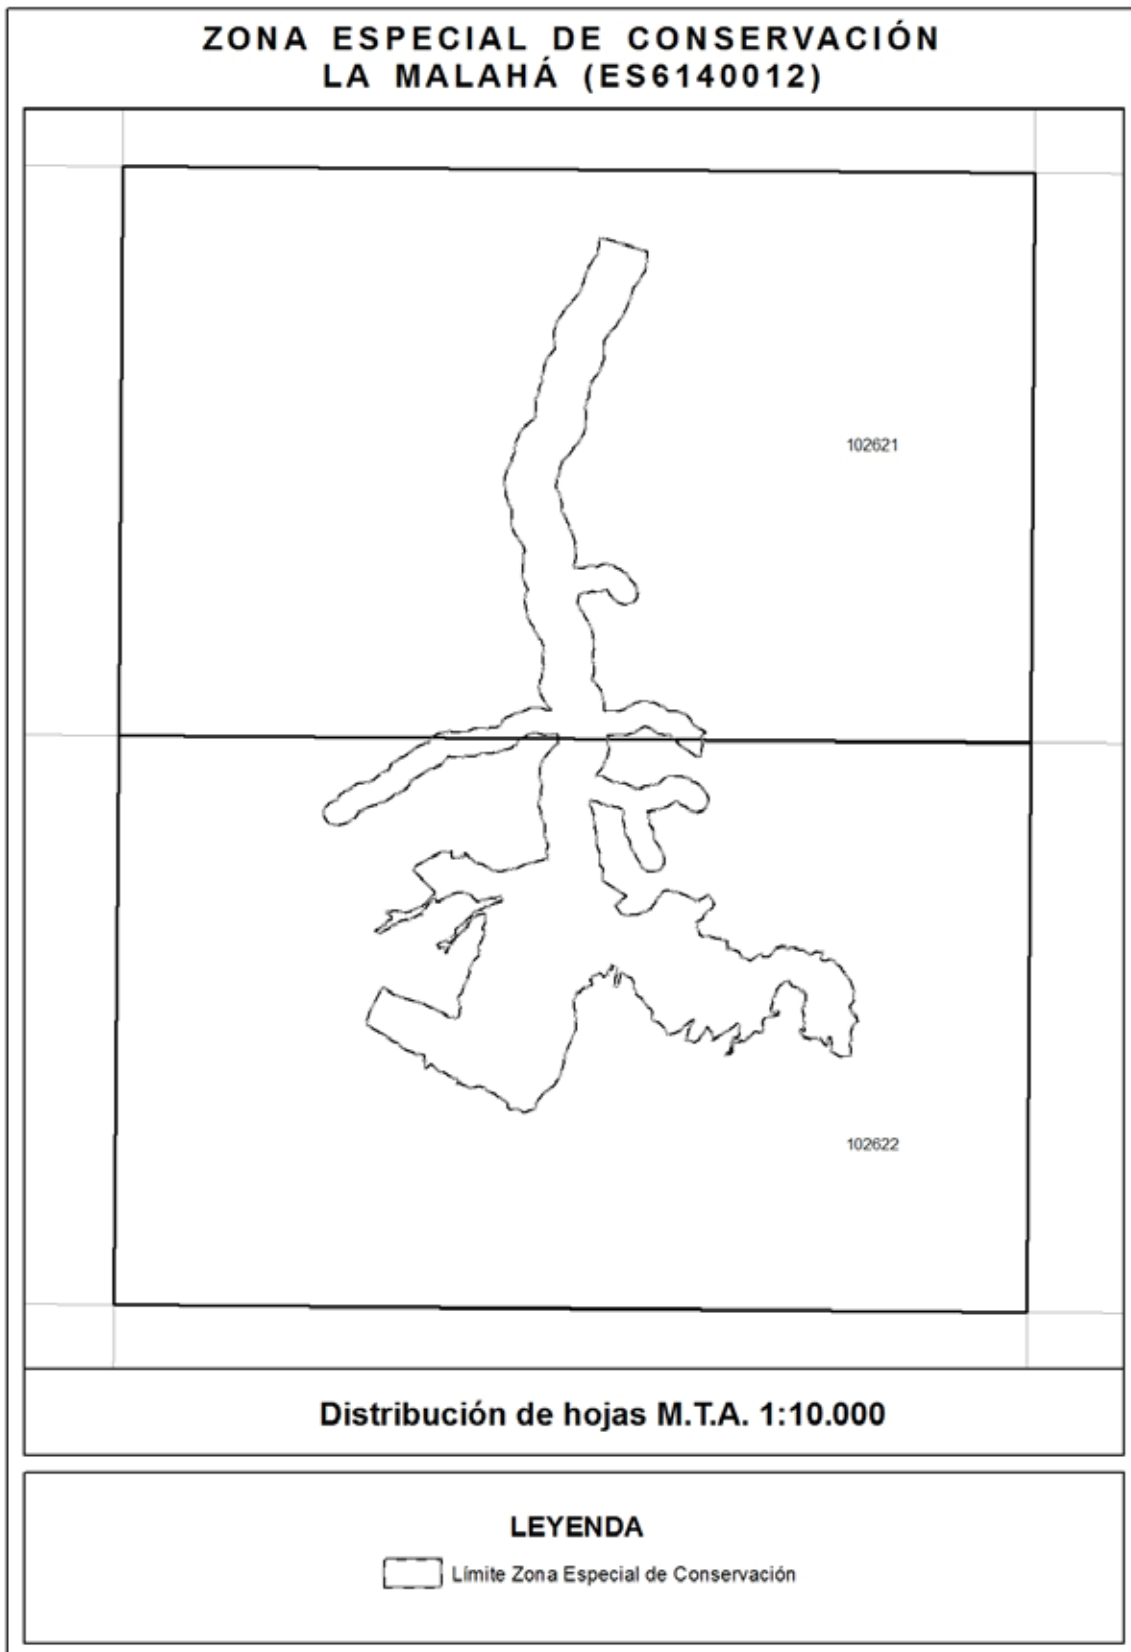 ZONA ESPECIAL DE CONSERVACIÓN
LA MALAHÁ (ES6140012)
102621
102622
Distribución de hojas M.T.A. 1:10.000
LEYENDA
Límite Zona Especial de Conservación